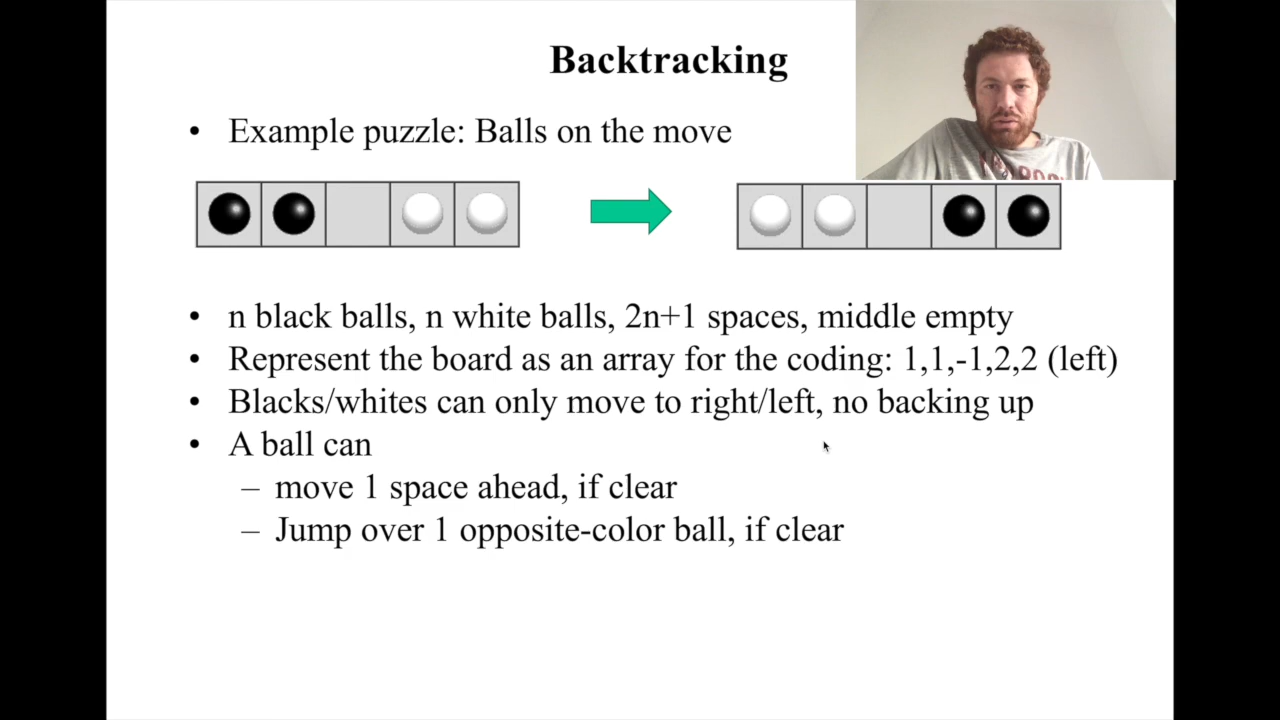 Backtracking
• Example puzzle: Balls on the move
• n black balls, n white balls, 2n+1 spaces, middle empty
• Represent the board as an array for the coding: 1,1,-1,2,2 (left)
• Blacks/whites can only move to right/left, no backing up
• A ball can
– move 1 space ahead, if clear
– Jump over 1 opposite-color ball, if clear